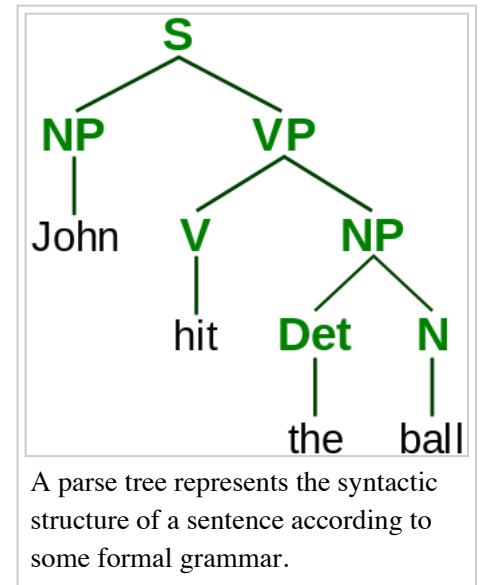 S
NP VP
John V NP
hit Det N
the ball
A parse tree represents the syntactic
structure of a sentence according to
some formal grammar.